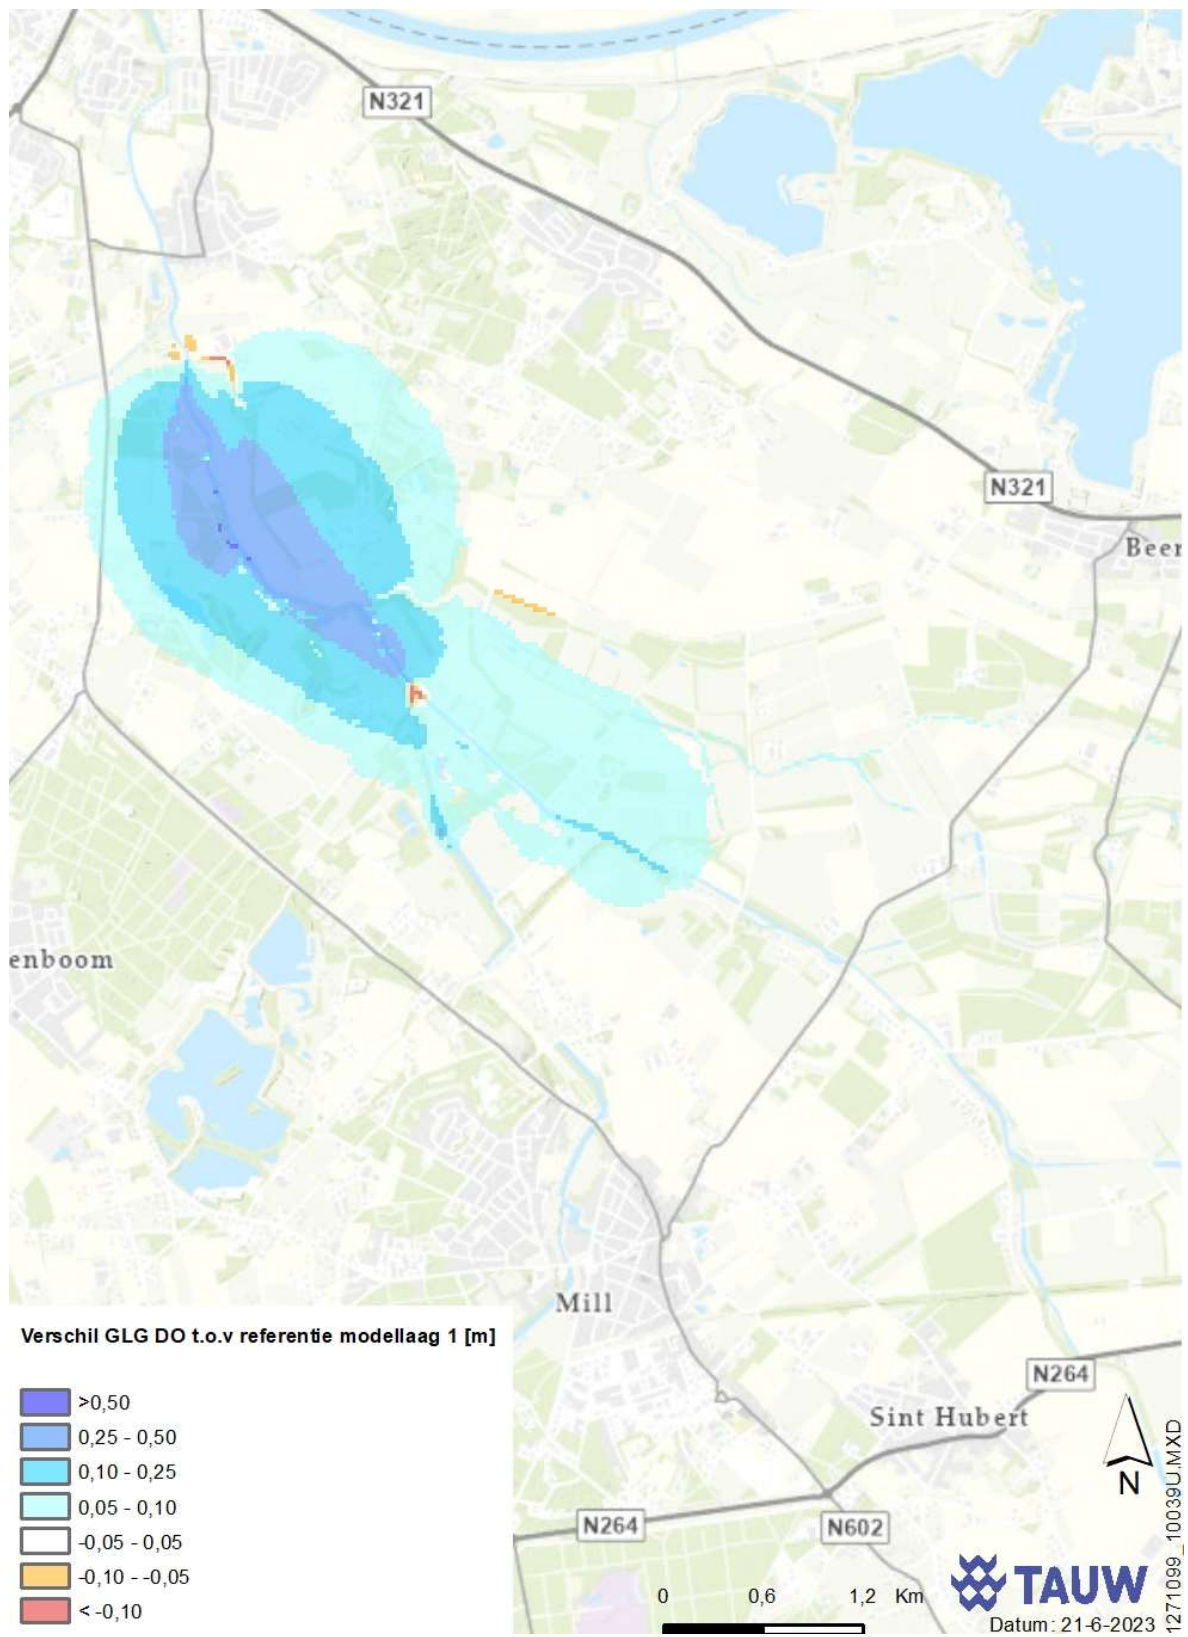 N321
N321
Beer
enboom
Mill
Verschil GLG DO t.o.v referentie modellaag 1 [m]
>0,50
0,25 - 0,50
0,10 - 0,25
0,05 - 0,10
-0,05 - 0,05
-0,10 - -0,05
< -0,10
N264
Sint Hubert
N264
N602
N
0 0,6 1,2 Km
TAUW
Datum: 21-6-2023
1271099_10039U.MXD